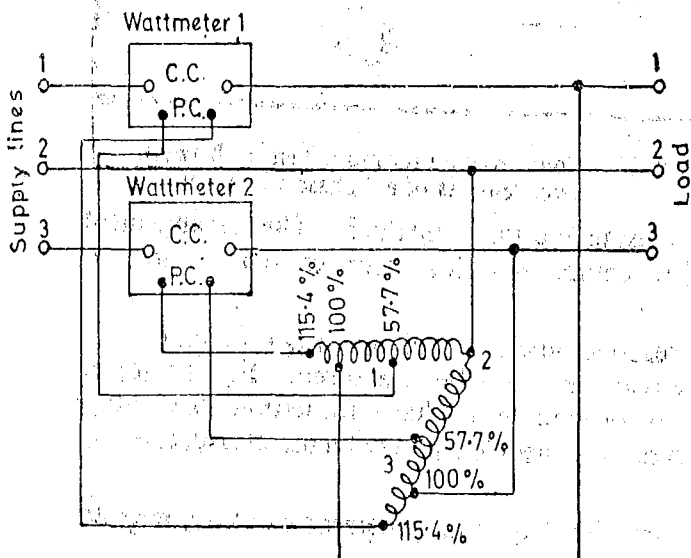 Wattmeter 1
1
C.C.
P.C.
1
Supply lines
2
2
Load
Wattmeter 2
3
C.C.
3
P.C.
115.4%
100%
57.7%
1
2
57.7%
3
100%
115.4%